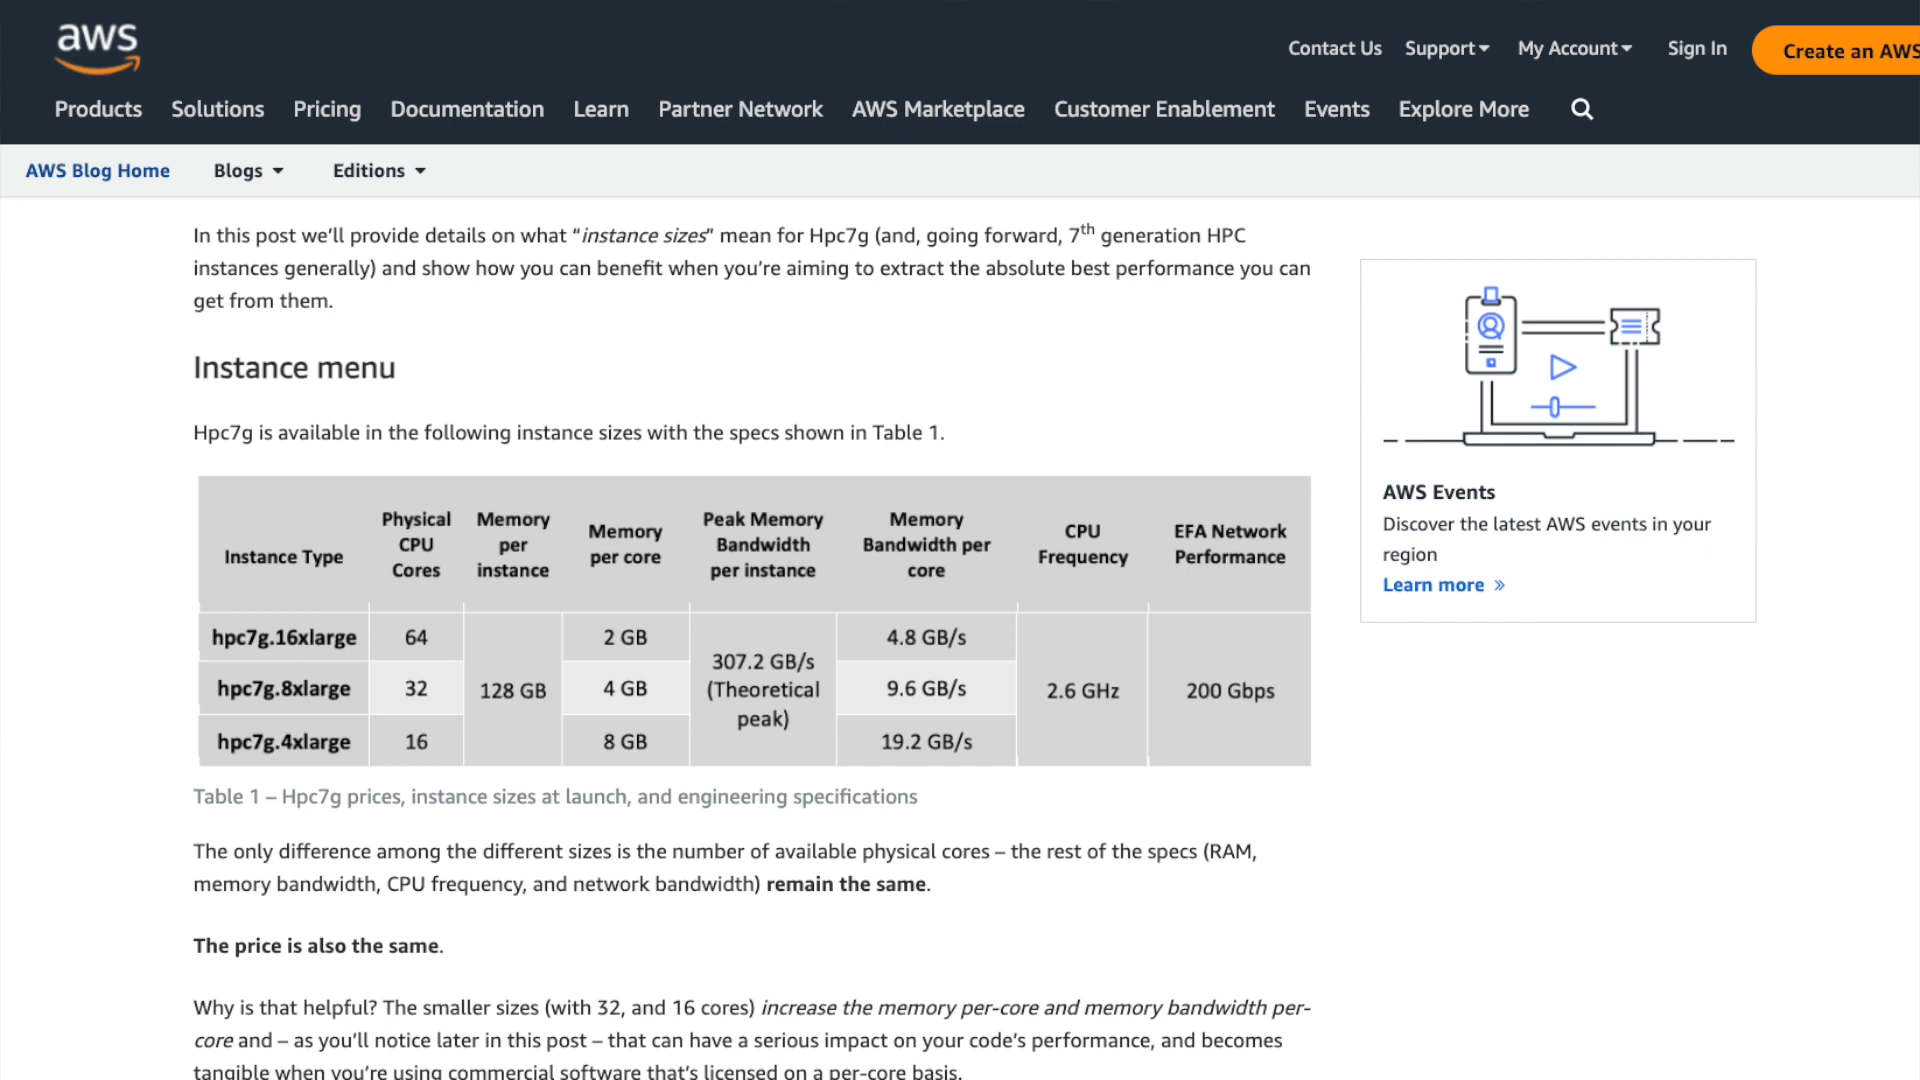 aws
Contact Us Support My Account Sign In Create an AWS
Products Solutions Pricing Documentation Learn Partner Network AWS Marketplace Customer Enablement Events Explore More
AWS Blog Home Blogs Editions
In this post we’ll provide details on what “instance sizes” mean for Hpc7g (and, going forward, 7th generation HPC
instances generally) and show how you can benefit when you’re aiming to extract the absolute best performance you can
get from them.
Instance menu
Hpc7g is available in the following instance sizes with the specs shown in Table 1.
Instance Type Physical CPU Cores Memory per instance Memory per core Peak Memory Bandwidth per instance Memory Bandwidth per core CPU Frequency EFA Network Performance
hpc7g.16xlarge 64 128 GB 2 GB 307.2 GB/s (Theoretical peak) 4.8 GB/s 2.6 GHz 200 Gbps
hpc7g.8xlarge 32 4 GB 9.6 GB/s
hpc7g.4xlarge 16 8 GB 19.2 GB/s
Table 1 – Hpc7g prices, instance sizes at launch, and engineering specifications
The only difference among the different sizes is the number of available physical cores – the rest of the specs (RAM,
memory bandwidth, CPU frequency, and network bandwidth) remain the same.
The price is also the same.
Why is that helpful? The smaller sizes (with 32, and 16 cores) increase the memory per-core and memory bandwidth per-
core and – as you’ll notice later in this post – that can have a serious impact on your code’s performance, and becomes
tangible when you’re using commercial software that’s licensed on a per-core basis.
AWS Events
Discover the latest AWS events in your
region
Learn more »